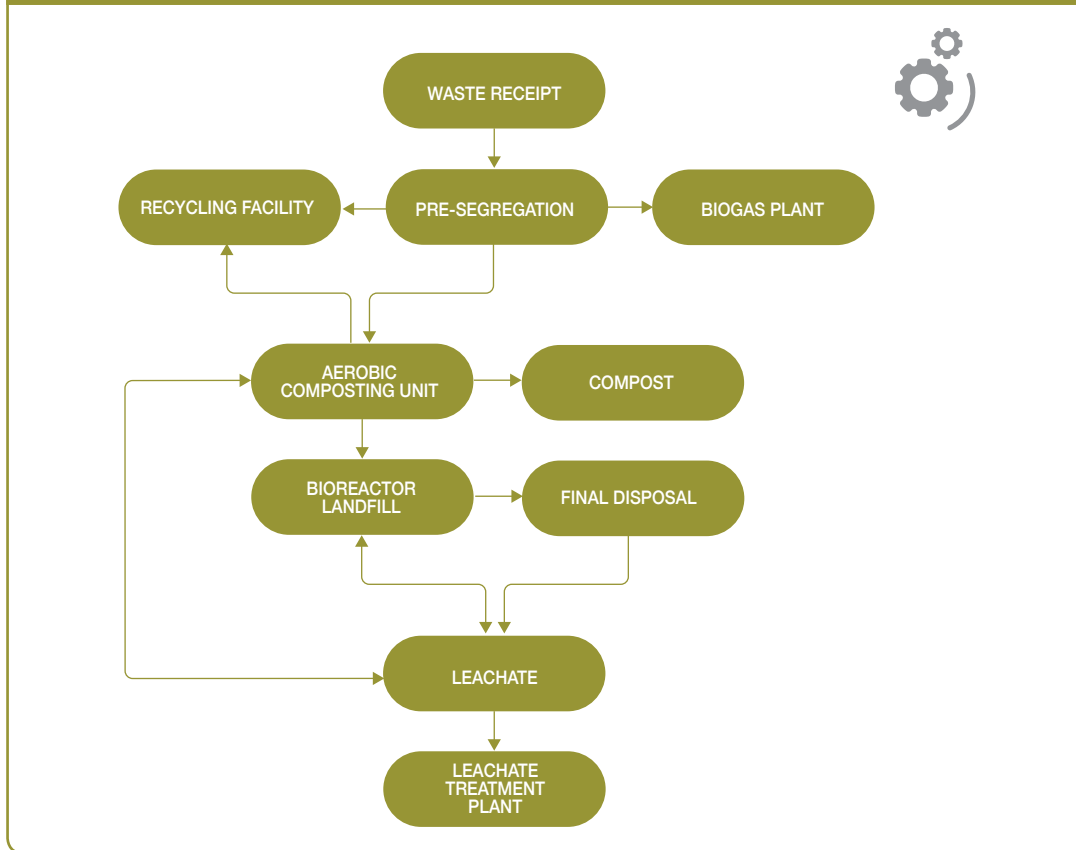 WASTE RECEIPT
RECYCLING FACILITY
PRE-SEGREGATION
BIOGAS PLANT
AEROBIC
COMPOSTING UNIT
COMPOST
BIOREACTOR
LANDFILL
FINAL DISPOSAL
LEACHATE
LEACHATE
TREATMENT
PLANT